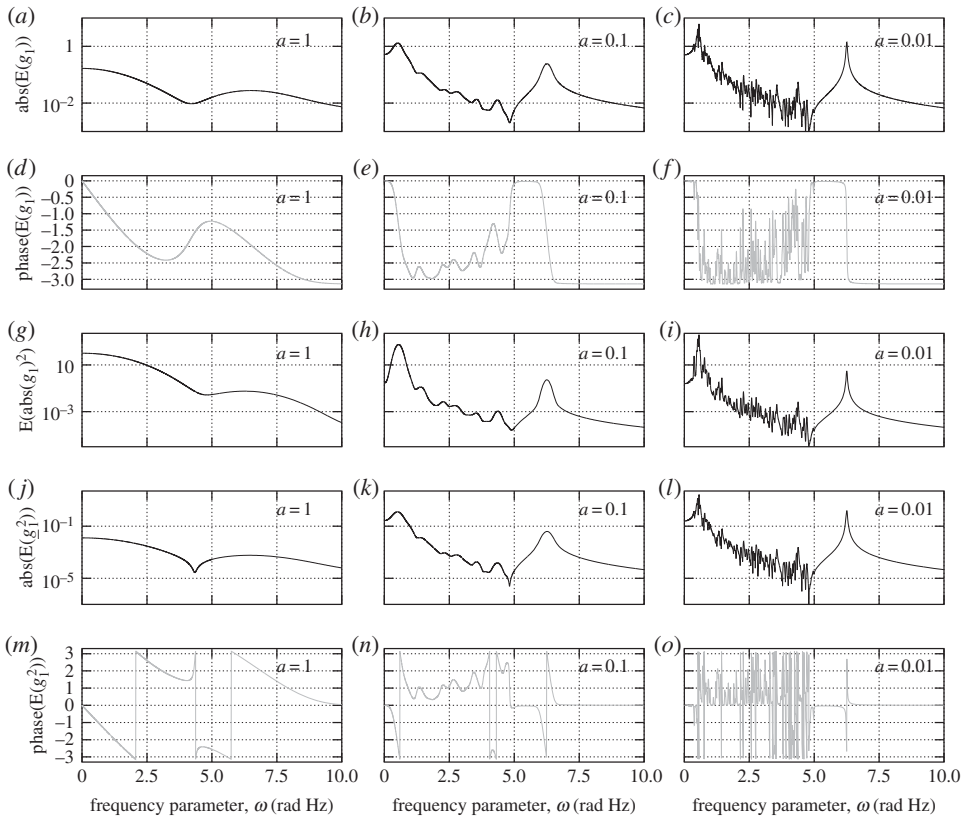 (a) (b) (c)
abs(E(g₁))
1
10⁻²
a = 1
a = 0.1
a = 0.01
(d) (e) (f)
phase(E(g₁))
0
−0.5
−1.0
−1.5
−2.0
−2.5
−3.0
a = 1
a = 0.1
a = 0.01
(g) (h) (i)
E(abs(g₁)²)
10
10⁻³
a = 1
a = 0.1
a = 0.01
(j) (k) (l)
abs(E(g₁²))
10⁻¹
10⁻⁵
a = 1
a = 0.1
a = 0.01
(m) (n) (o)
phase(E(g₁²))
3
2
1
0
−1
−2
−3
a = 1
a = 0.1
a = 0.01
0 2.5 5.0 7.5 10.0 0.0 2.5 5.0 7.5 10.0 0.0 2.5 5.0 7.5 10.0
frequency parameter, ω (rad Hz) frequency parameter, ω (rad Hz) frequency parameter, ω (rad Hz)